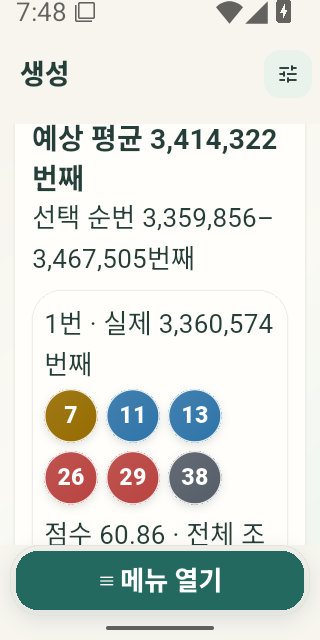 7:48
생성
예상 평균 3,414,322
번째
선택 순번 3,359,856–
3,467,505번째
1번 · 실제 3,360,574
번째
7 11 13
26 29 38
점수 60.86 · 전체 조
≡ 메뉴 열기